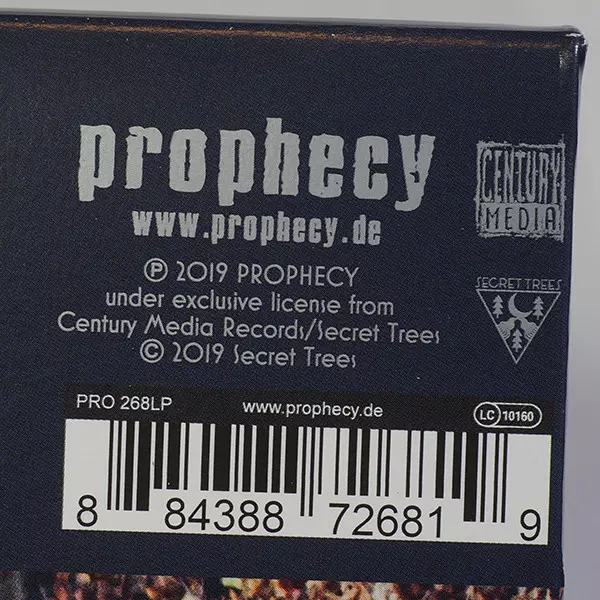 prophecy
www.prophecy.de
CENTURY
MEDIA
SECRET TREES
℗ 2019 PROPHECY
under exclusive license from
Century Media Records/Secret Trees
© 2019 Secret Trees
PRO 268LP www.prophecy.de LC 10160
8 84388 72681 9